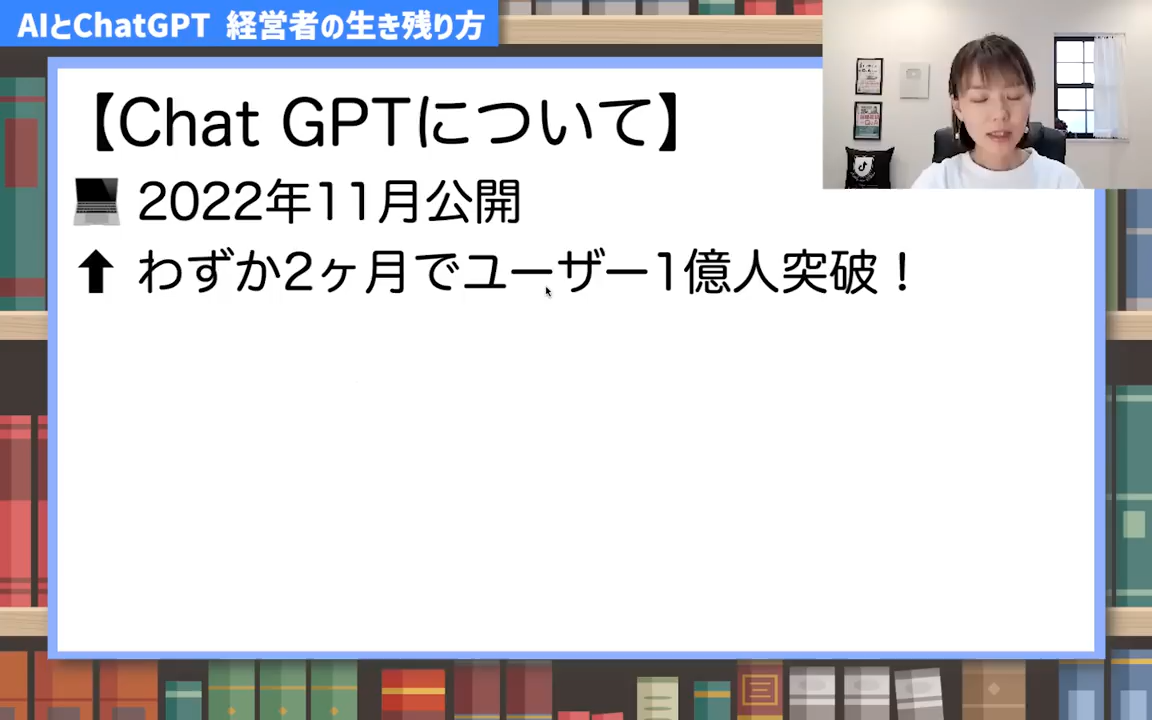 AIとChatGPT 経営者の生き残り方
【Chat GPTについて】
💻 2022年11月公開
⬆ わずか2ヶ月でユーザー1億人突破！